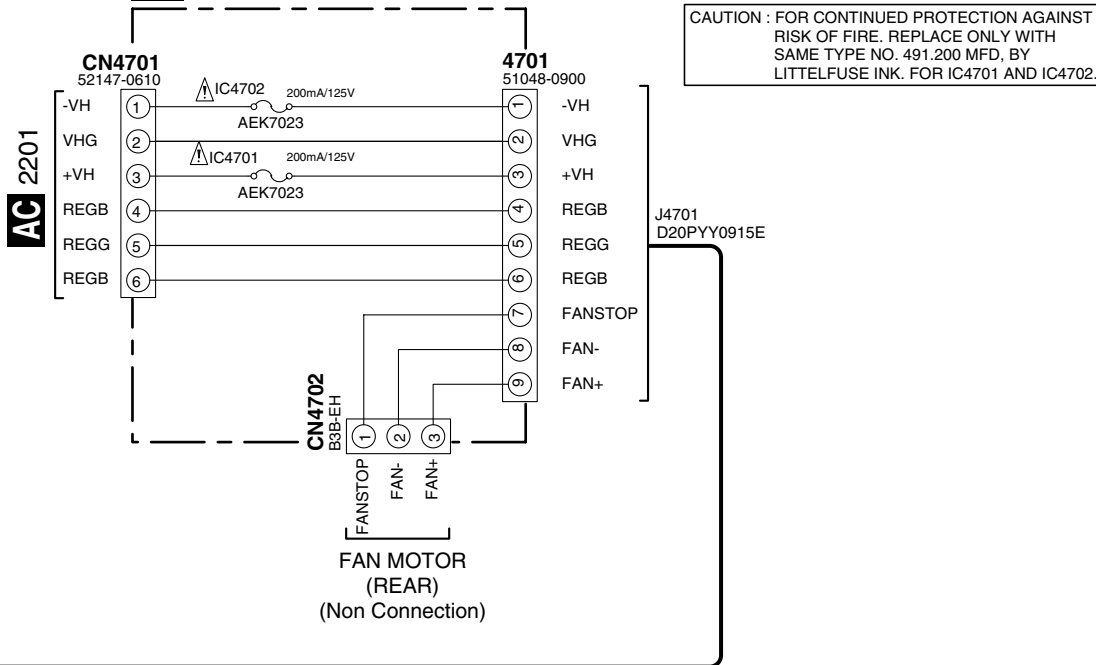 CAUTION : FOR CONTINUED PROTECTION AGAINST
RISK OF FIRE. REPLACE ONLY WITH
SAME TYPE NO. 491.200 MFD, BY
LITTELFUSE INK. FOR IC4701 AND IC4702.
CN4701
52147-0610
4701
51048-0900
AC 2201
-VH
1
IC4702
200mA/125V
AEK7023
1
-VH
VHG
2
2
VHG
+VH
3
IC4701
200mA/125V
AEK7023
3
+VH
REGB
4
4
REGB
REGG
5
5
REGG
REGB
6
6
REGB
7
FANSTOP
8
FAN-
9
FAN+
J4701
D20PYY0915E
CN4702
B3B-EH
1
2
3
FANSTOP
FAN-
FAN+
FAN MOTOR
(REAR)
(Non Connection)